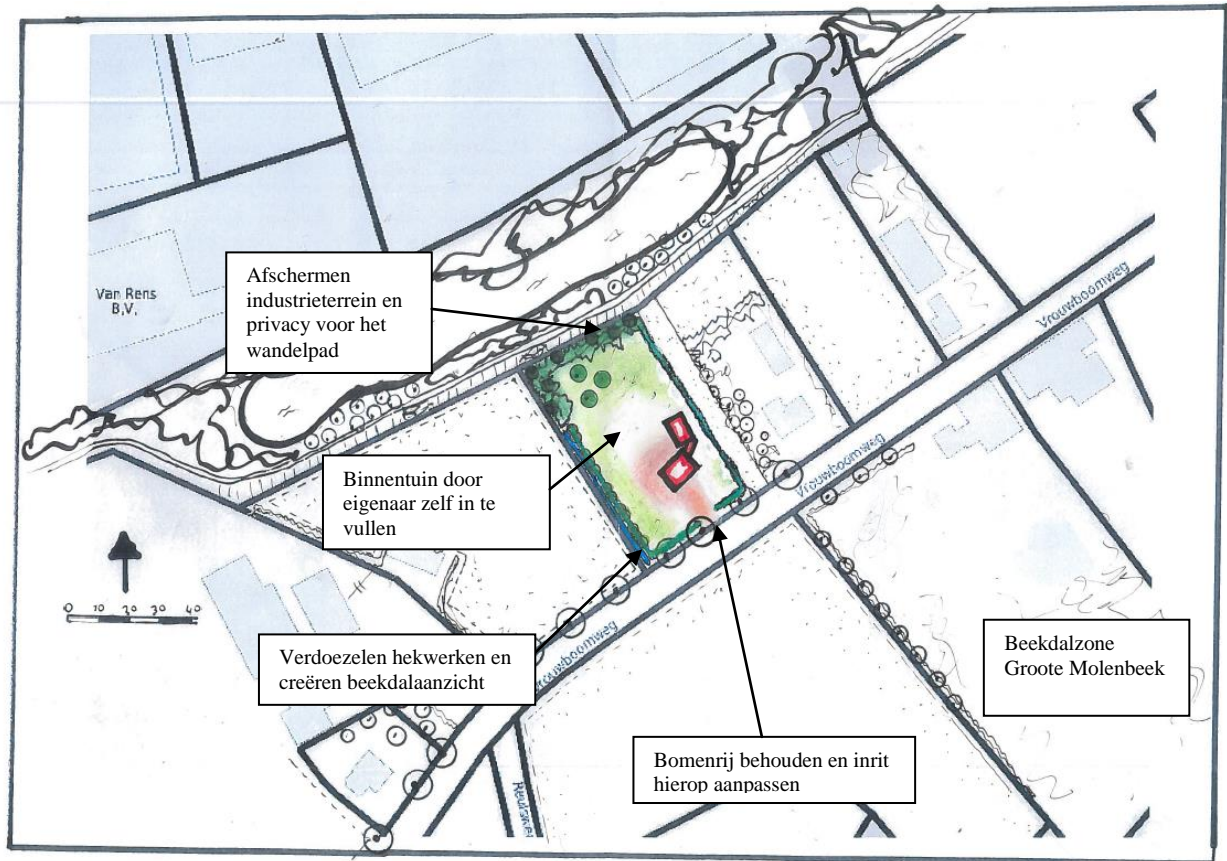 Van Rens
B.V.
Afschermen
industrieterrein en
privacy voor het
wandelpad
Vrouwboomweg
Binnentuin door
eigenaar zelf in te
vullen
Vrouwboomweg
0 10 20 30 40
Verdoezelen hekwerken en
creëren beekdalaanzicht
Vrouwboomweg
Beekdalzone
Groote Molenbeek
Bomenrij behouden en inrit
hierop aanpassen